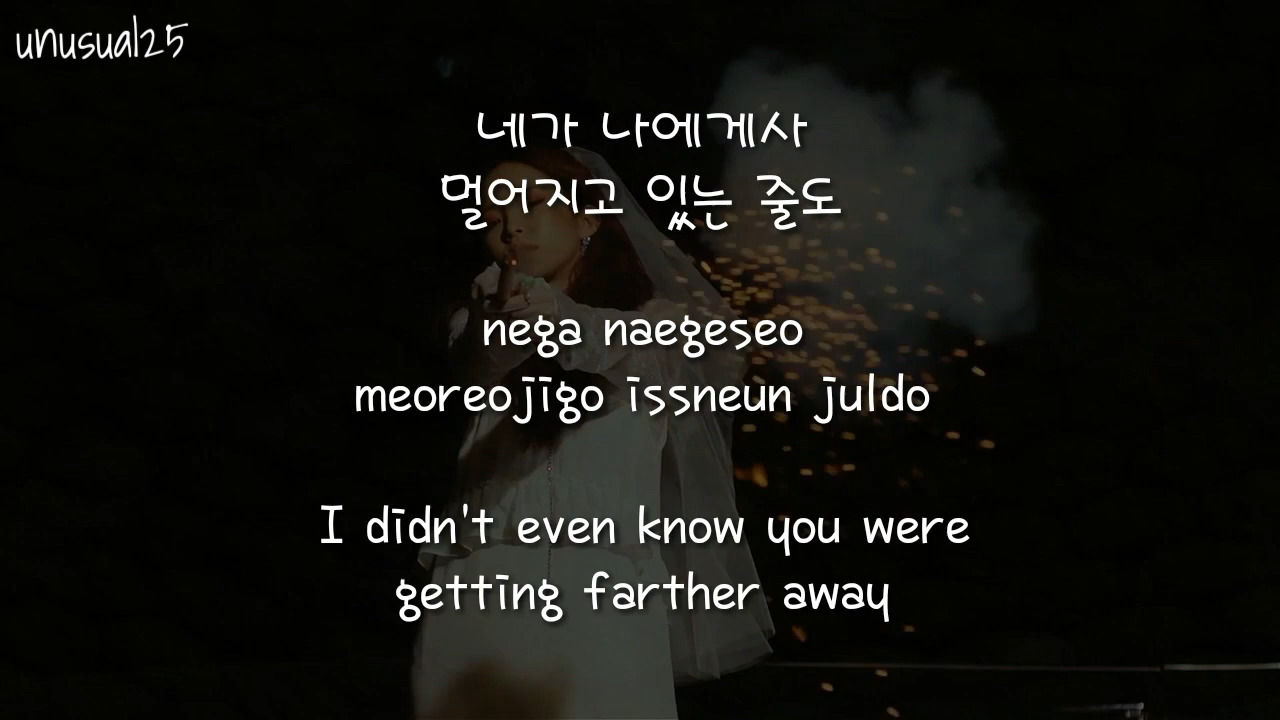 unusual25
네가 나에게사
멀어지고 있는 줄도
nega naegeseo
meoreojigo issneun juldo
I didn't even know you were
getting farther away